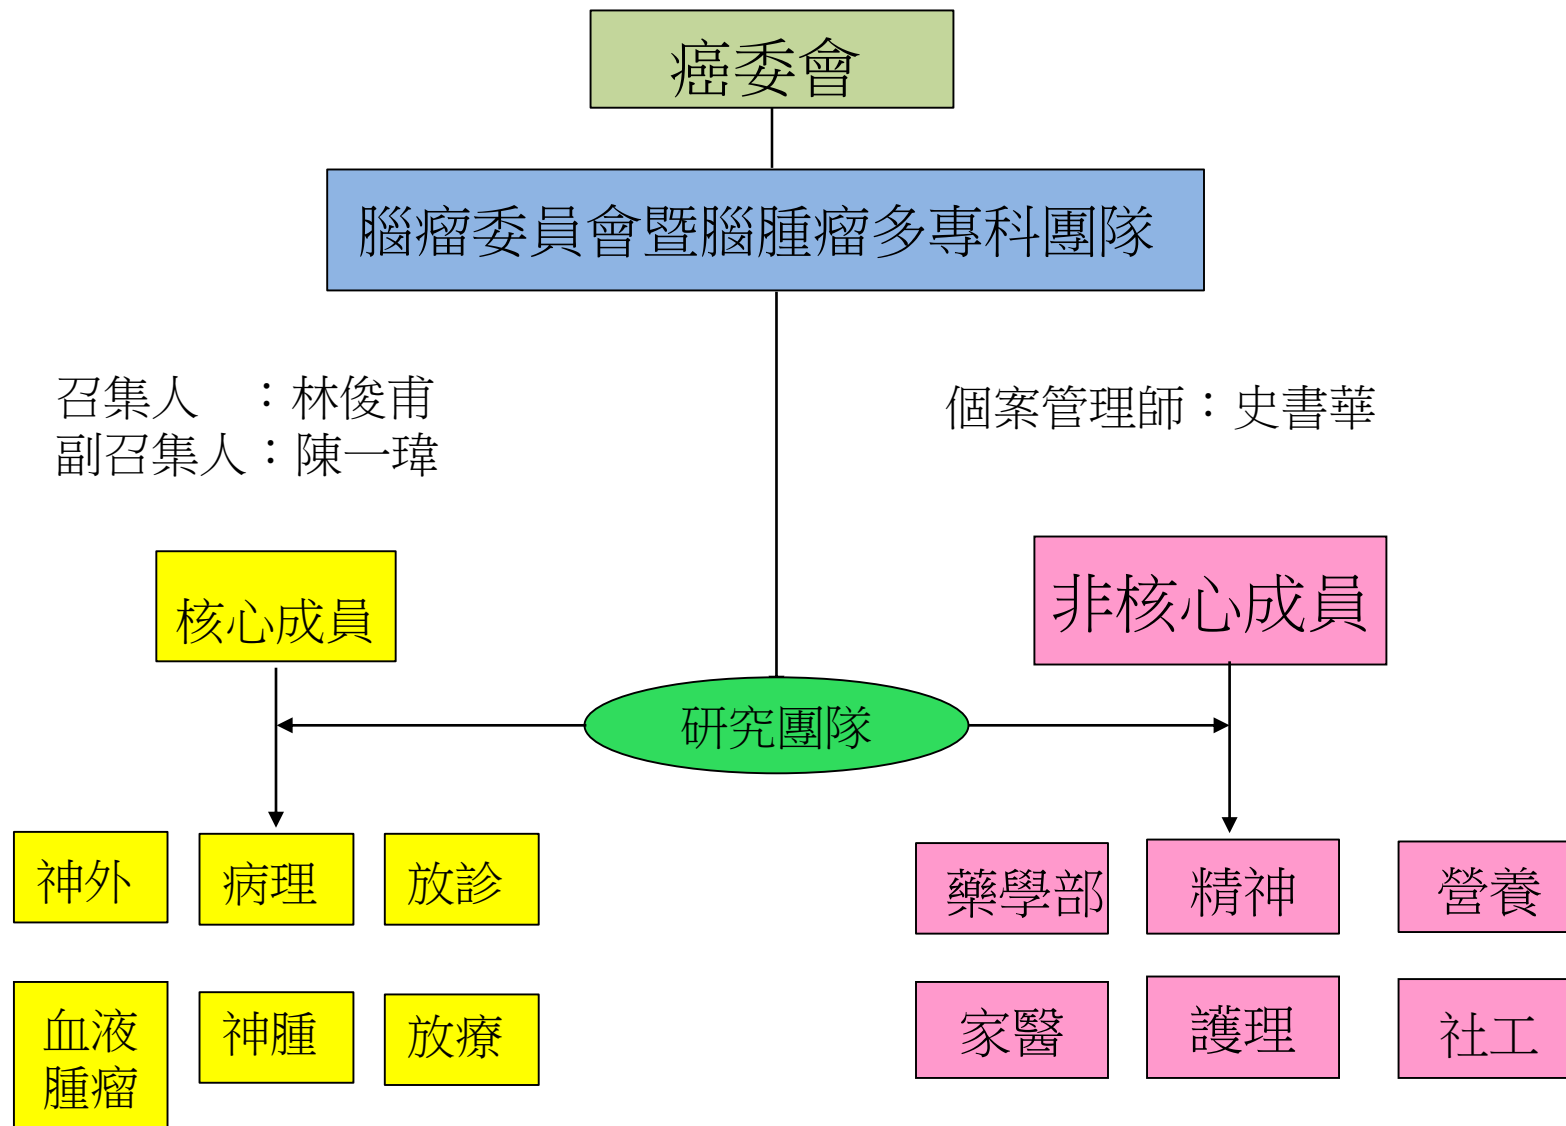 癌委會
腦瘤委員會暨腦腫瘤多專科團隊
召集人　：林俊甫
副召集人：陳一瑋
個案管理師：史書華
核心成員
非核心成員
研究團隊
神外
病理
放診
藥學部
精神
營養
血液
腫瘤
神腫
放療
家醫
護理
社工